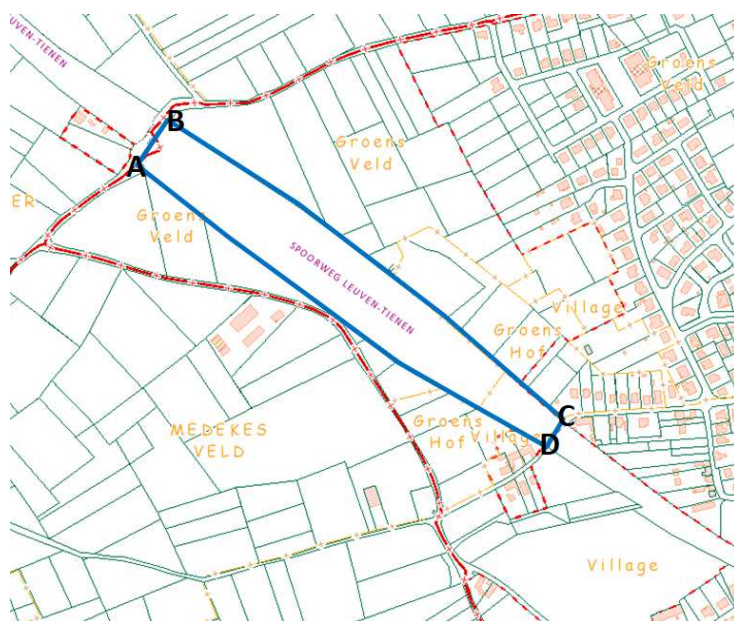 LEUVEN-TIENEN
Groens
Veld
B
Groens
Veld
A
ER
Groens
Veld
SPOORWEG LEUVEN-TIENEN
Village
Groens
Hof
C
MEDEKES
VELD
Groens
Hof
Village
D
Village